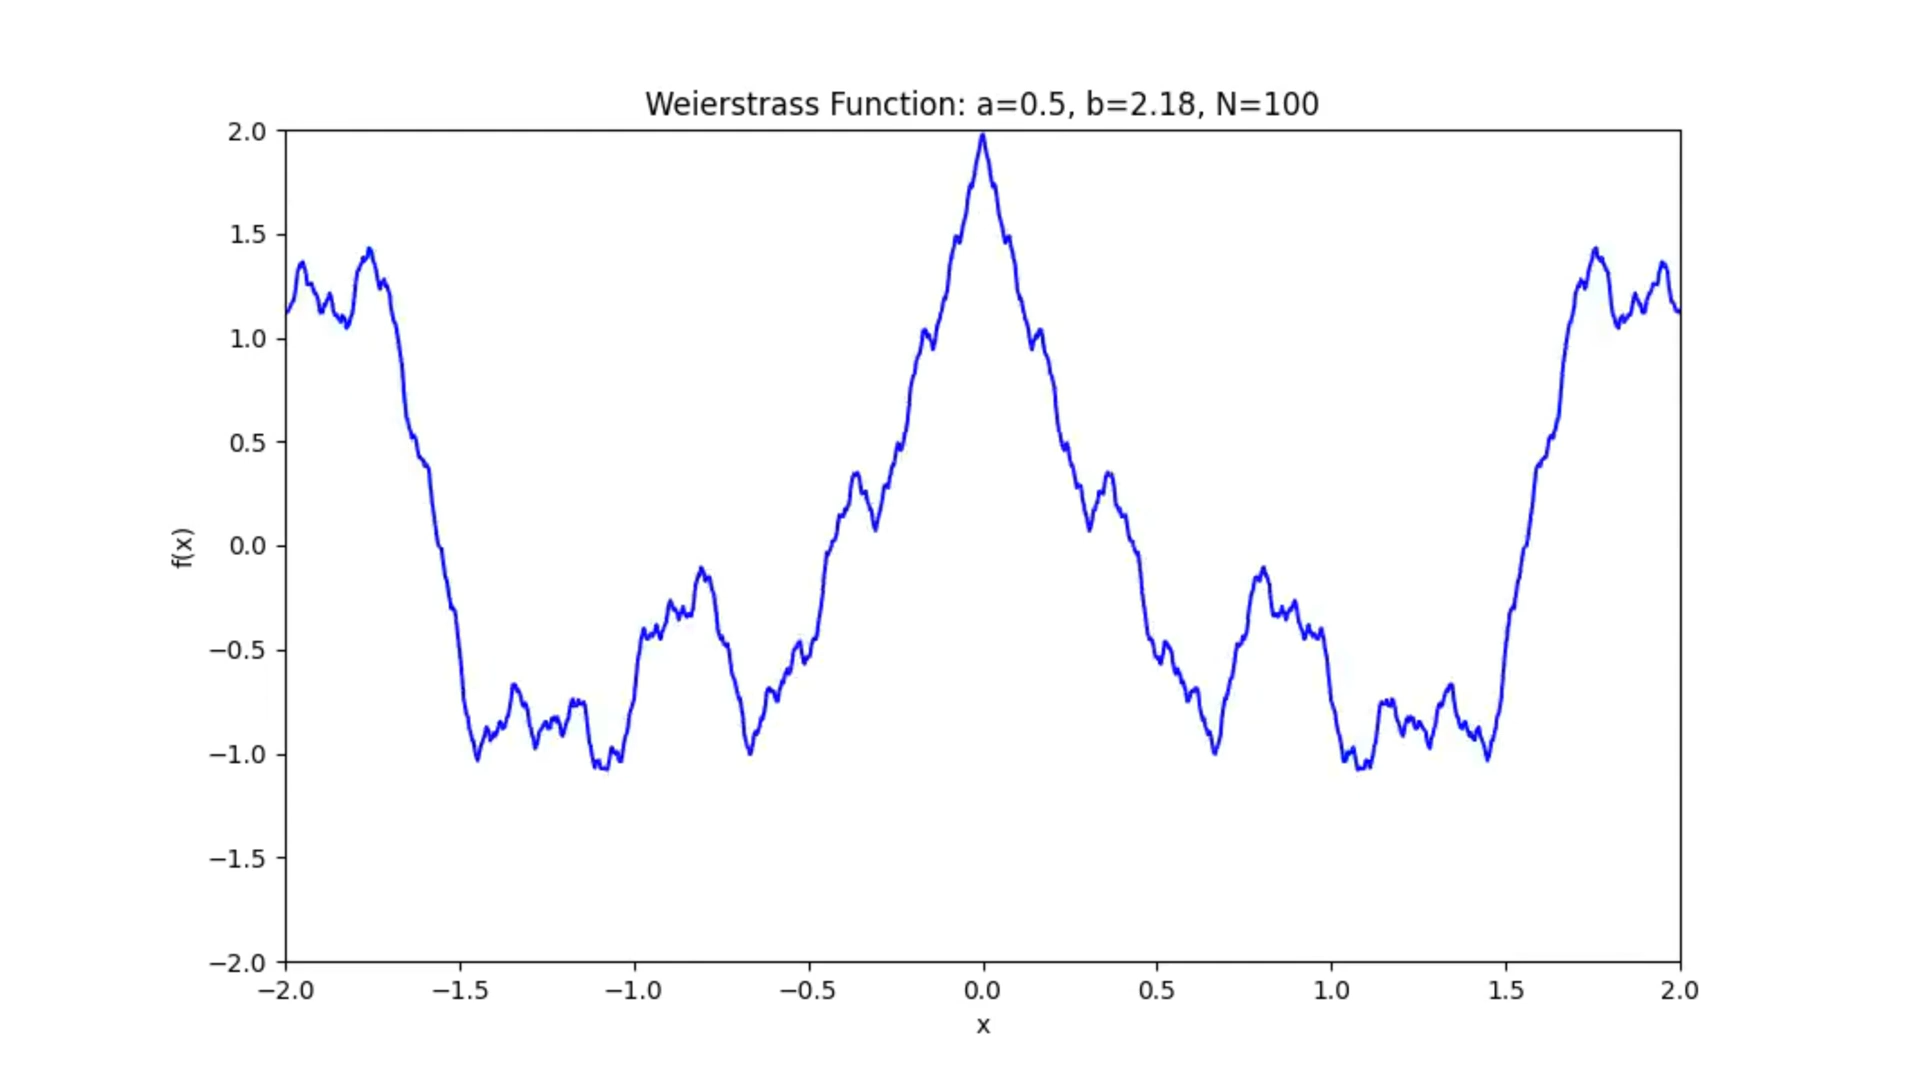 Weierstrass Function: a=0.5, b=2.18, N=100
2.0
1.5
1.0
0.5
0.0
−0.5
−1.0
−1.5
−2.0
f(x)
−2.0 −1.5 −1.0 −0.5 0.0 0.5 1.0 1.5 2.0
x